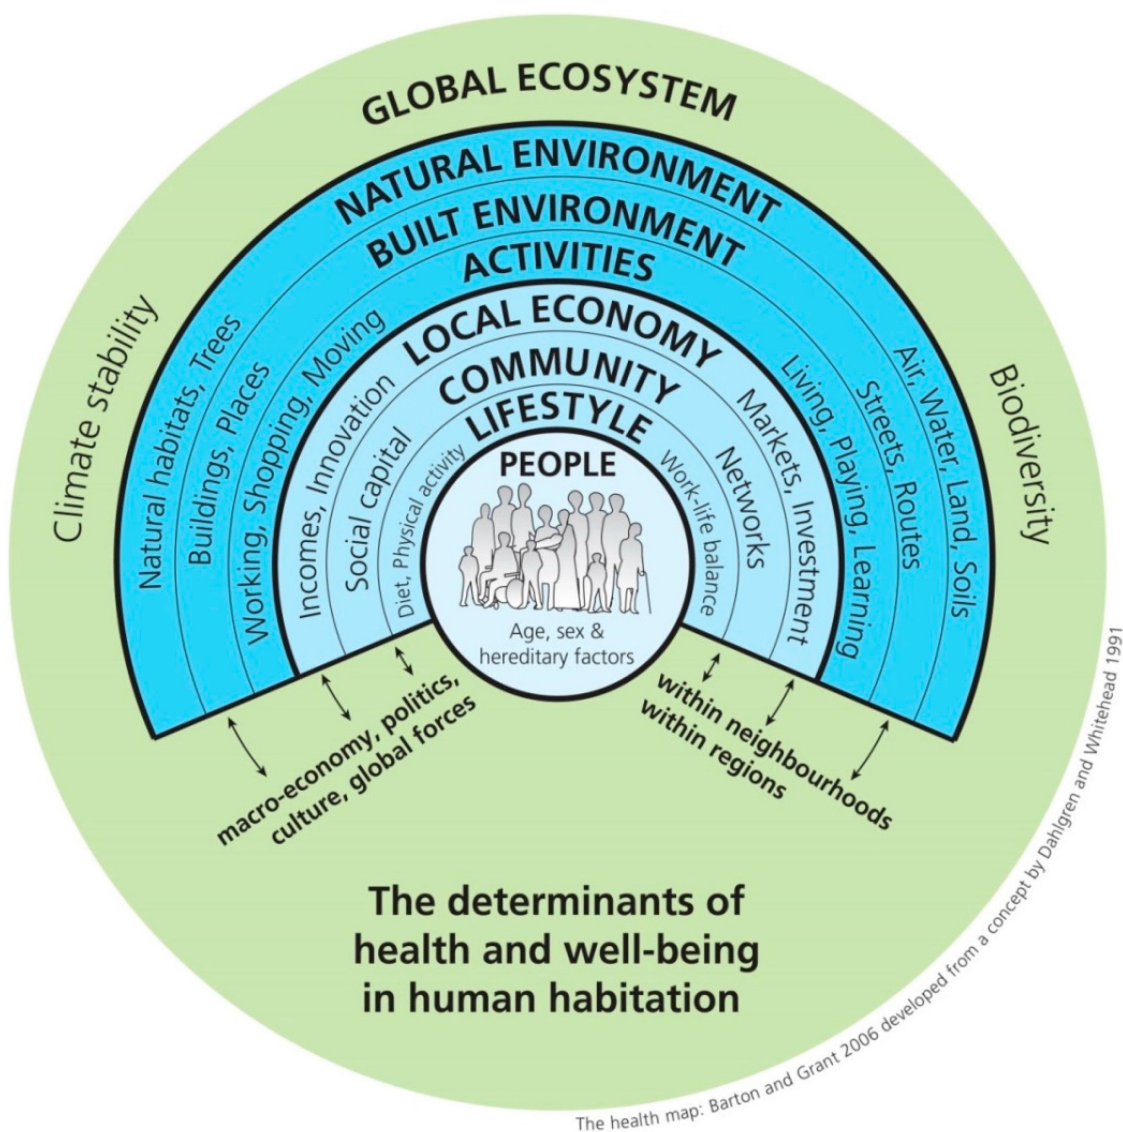 GLOBAL ECOSYSTEM
NATURAL ENVIRONMENT
BUILT ENVIRONMENT
ACTIVITIES
LOCAL ECONOMY
COMMUNITY
LIFESTYLE
PEOPLE
Age, sex &
hereditary factors
Climate stability
Natural habitats, Trees
Buildings, Places
Working, Shopping, Moving
Incomes, Innovation
Social capital
Diet, Physical activity
Work-life balance
Networks
Markets, Investment
Living, Playing, Learning
Streets, Routes
Air, Water, Land, Soils
Biodiversity
macro-economy, politics,
culture, global forces
within neighbourhoods
within regions
The determinants of
health and well-being
in human habitation
The health map: Barton and Grant 2006 developed from a concept by Dahlgren and Whitehead 1991